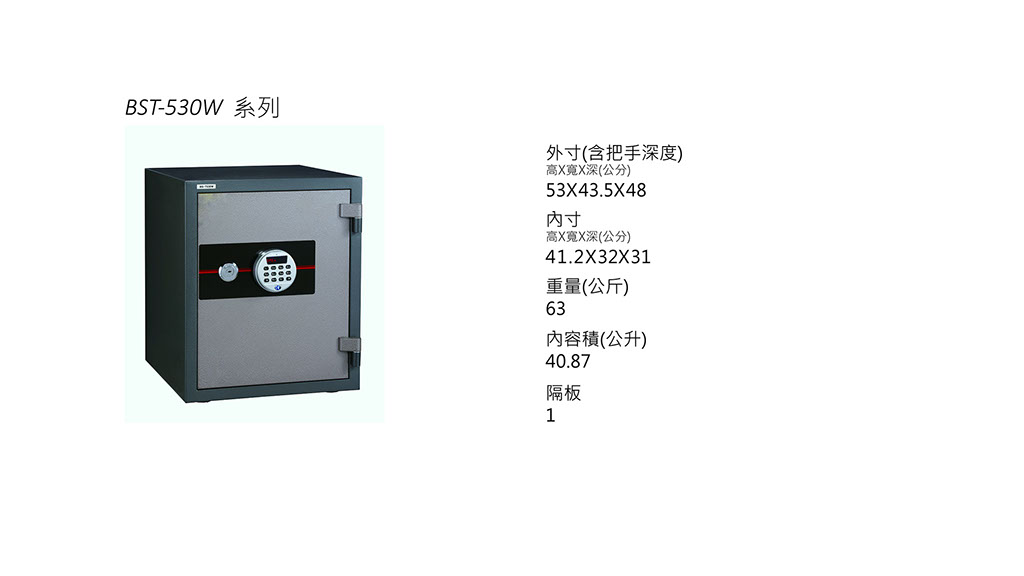 BST-530W 系列
外寸(含把手深度)
高X寬X深(公分)
53X43.5X48
內寸
高X寬X深(公分)
41.2X32X31
重量(公斤)
63
內容積(公升)
40.87
隔板
1